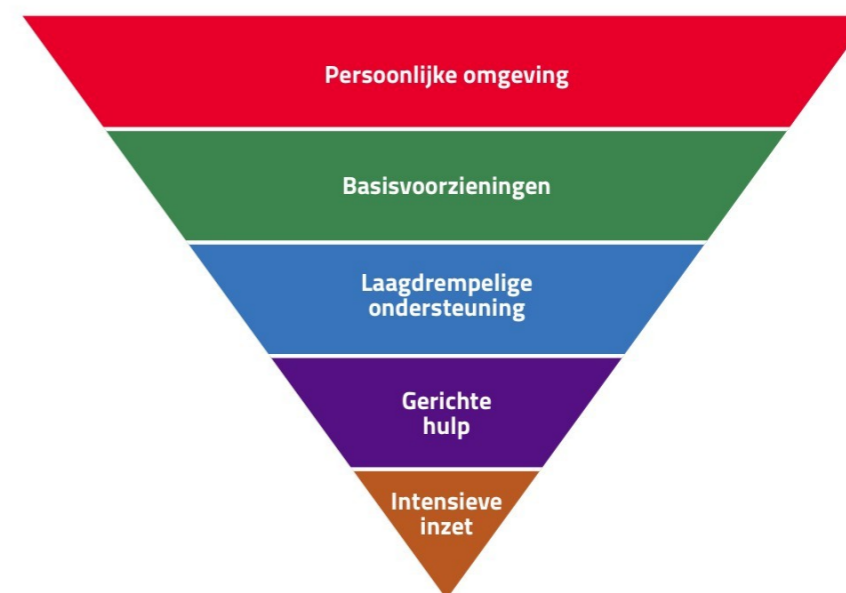 Persoonlijke omgeving
Basisvoorzieningen
Laagdrempelige
ondersteuning
Gerichte
hulp
Intensieve
inzet